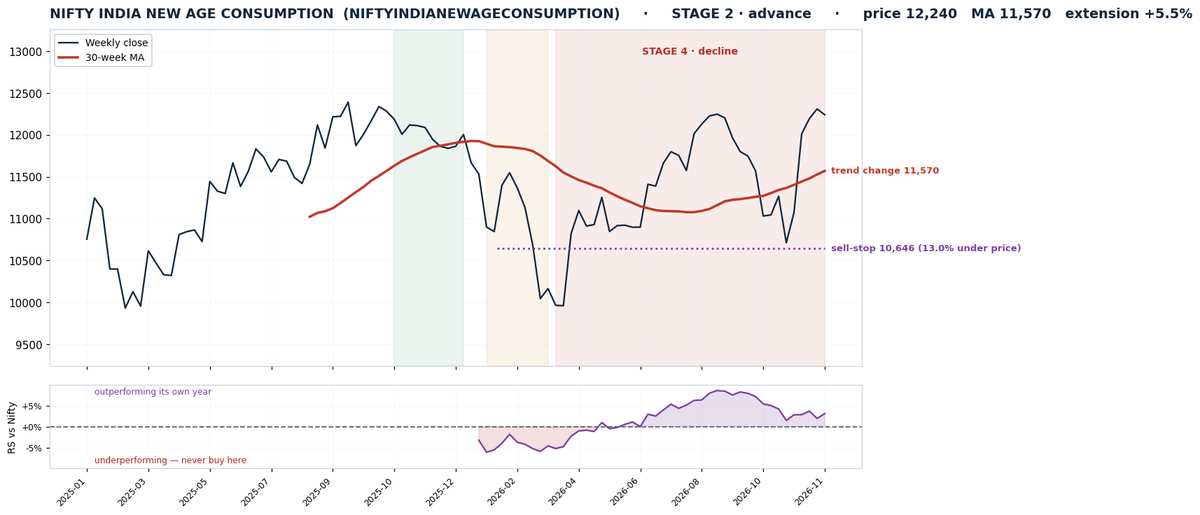 NIFTY INDIA NEW AGE CONSUMPTION (NIFTYINDIANEWAGECONSUMPTION) · STAGE 2 · advance · price 12,240 MA 11,570 extension +5.5%
Weekly close
30-week MA
STAGE 4 · decline
13000
12500
12000
11500
11000
10500
10000
9500
trend change 11,570
sell-stop 10,646 (13.0% under price)
RS vs Nifty
+5%
+0%
-5%
outperforming its own year
underperforming — never buy here
2025-01
2025-03
2025-05
2025-07
2025-09
2025-10
2025-12
2026-02
2026-04
2026-06
2026-08
2026-10
2026-11